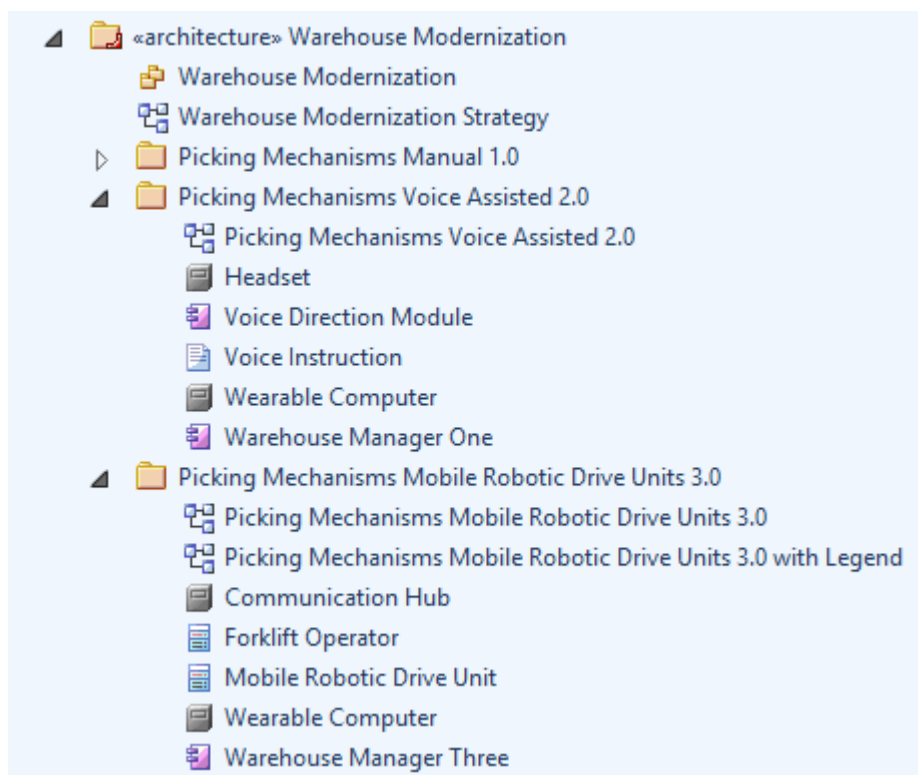 «architecture» Warehouse Modernization
Warehouse Modernization
Warehouse Modernization Strategy
Picking Mechanisms Manual 1.0
Picking Mechanisms Voice Assisted 2.0
Picking Mechanisms Voice Assisted 2.0
Headset
Voice Direction Module
Voice Instruction
Wearable Computer
Warehouse Manager One
Picking Mechanisms Mobile Robotic Drive Units 3.0
Picking Mechanisms Mobile Robotic Drive Units 3.0
Picking Mechanisms Mobile Robotic Drive Units 3.0 with Legend
Communication Hub
Forklift Operator
Mobile Robotic Drive Unit
Wearable Computer
Warehouse Manager Three